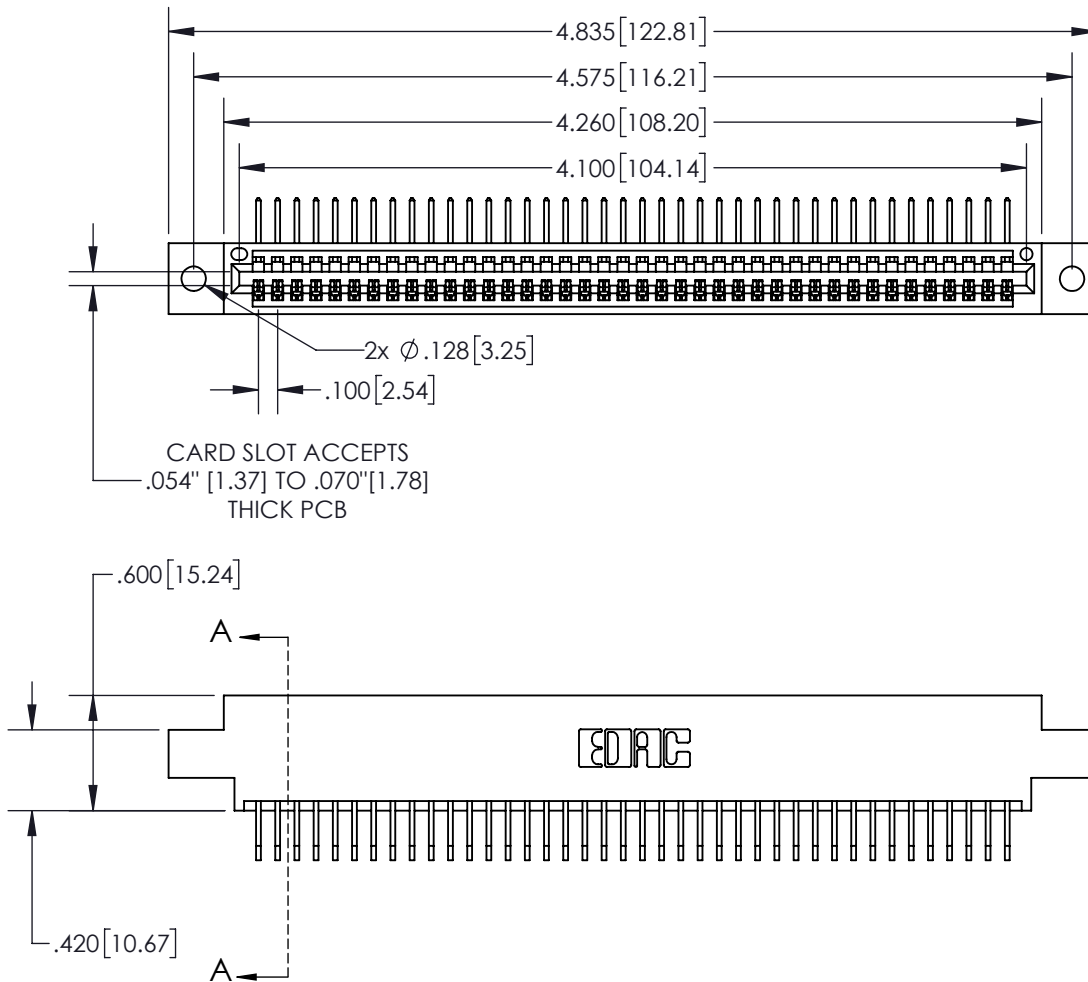 4.835[122.81]
4.575[116.21]
4.260[108.20]
4.100[104.14]
2x Ø.128[3.25]
.100[2.54]
CARD SLOT ACCEPTS
.054" [1.37] TO .070"[1.78]
THICK PCB
.600[15.24]
A
EDAC
.420[10.67]
A